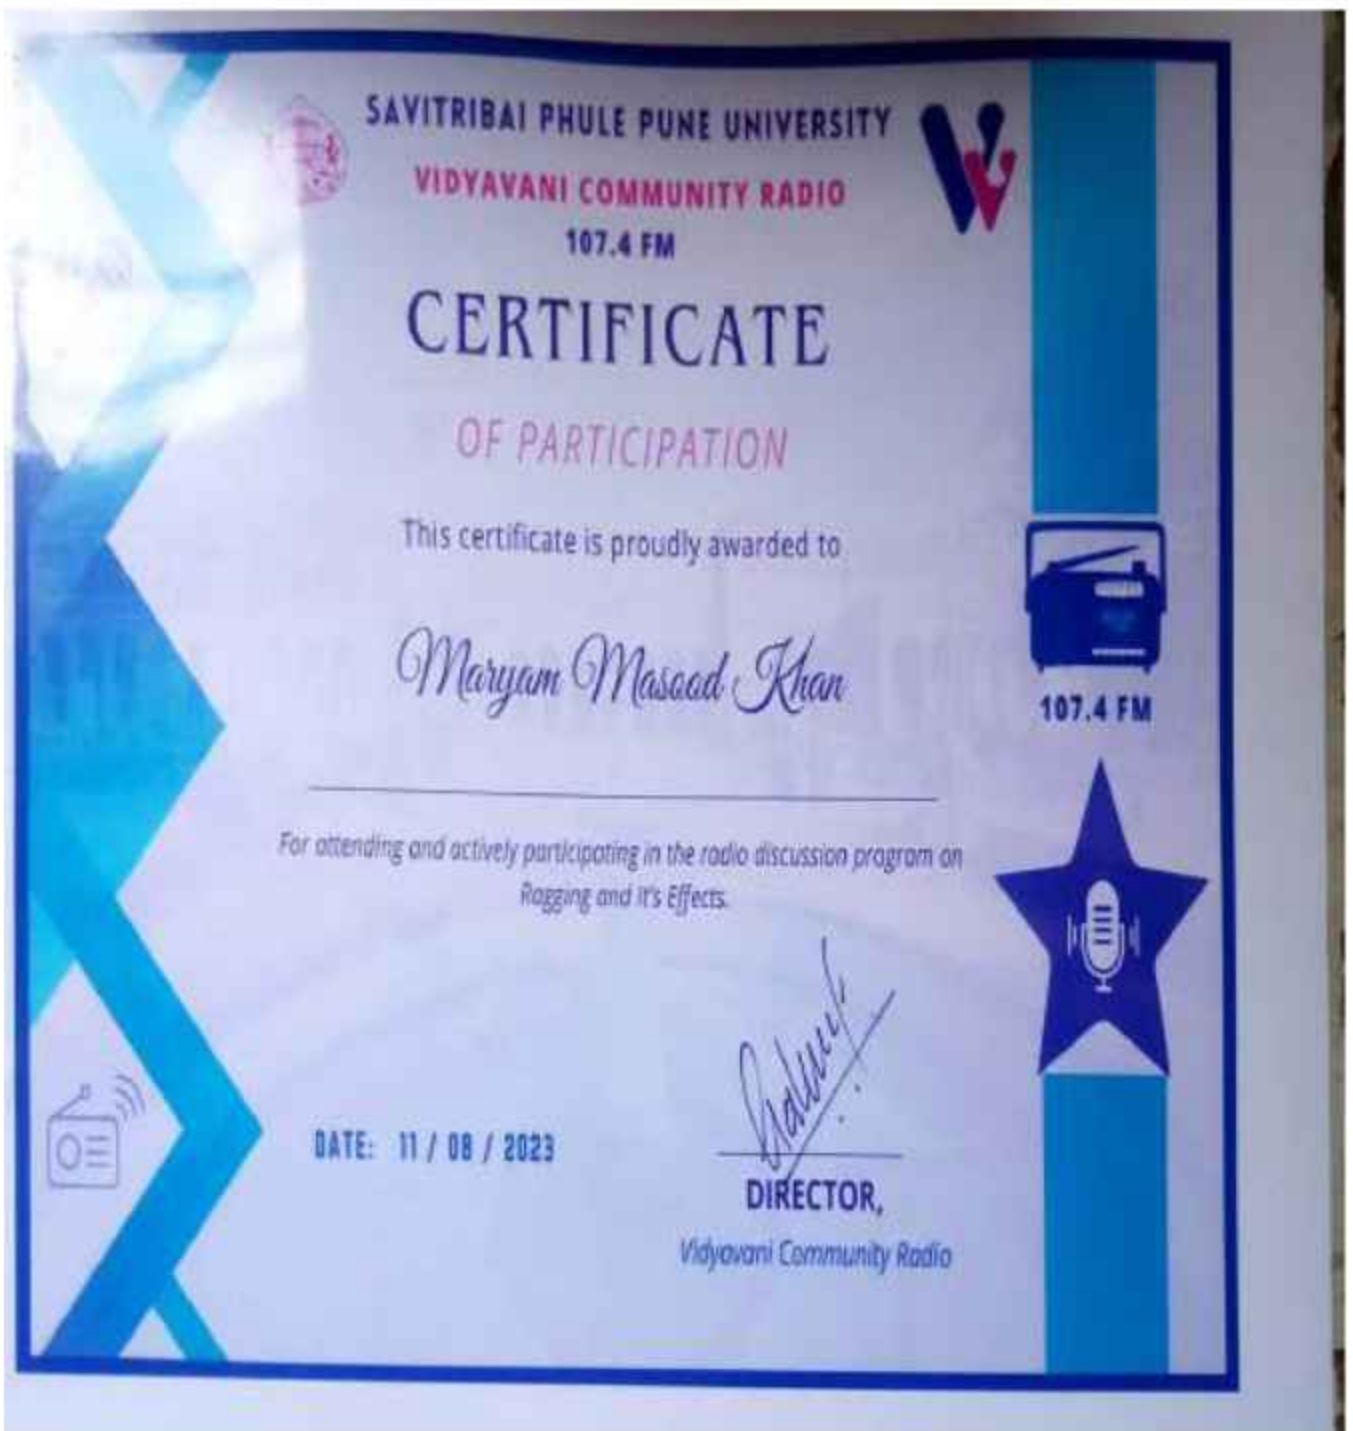 SAVITRIBAI PHULE PUNE UNIVERSITY
VIDYAVANI COMMUNITY RADIO
107.4 FM
CERTIFICATE
OF PARTICIPATION
This certificate is proudly awarded to
Maryam Masood Khan
107.4 FM
For attending and actively participating in the radio discussion program on
Ragging and it's Effects.
DATE: 11 / 08 / 2023
DIRECTOR,
Vidyavani Community Radio